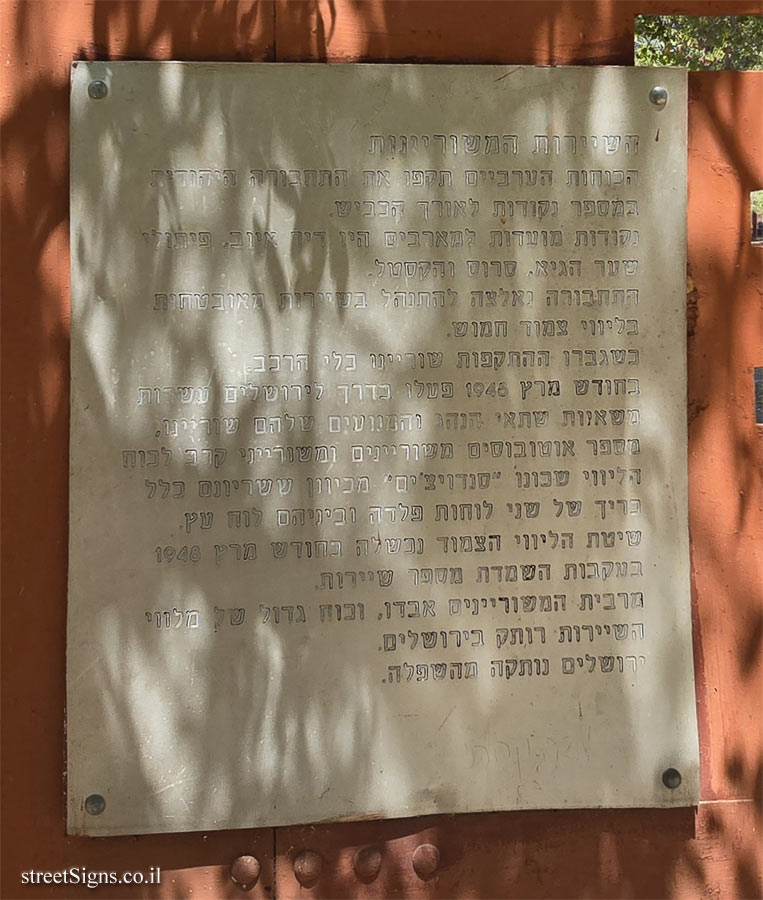 השיירות המשוריינות
הכוחות הערביים תקפו את התחבורה היהודית
במספר נקודות לאורך הכביש.
נקודות מועדות למארבים היו דיר איוב, פיתולי
שער הגיא, סריס והקסטל.
התחבורה נאלצה להתנהל בשיירות מאובטחות
בליווי צמוד חמוש.
כשגברו ההתקפות שוריינו כלי הרכב.
בחודש מרץ 1948 פעלו בדרך לירושלים עשרות
משאיות שתאי הנהג והמנועים שלהם שוריינו,
מספר אוטובוסים משוריינים ומשורייני קרב לכוח
הליווי שכונו "סנדויצ'ים" מכיוון ששריונם כלל
כריך של שני לוחות פלדה וביניהם לוח עץ.
שיטת הליווי הצמוד נכשלה בחודש מרץ 1948
בעקבות השמדת מספר שיירות.
מרבית המשוריינים אבדו, וכוח גדול של מלווי
השיירות רותק בירושלים.
ירושלים נותקה מהשפלה.
streetSigns.co.il